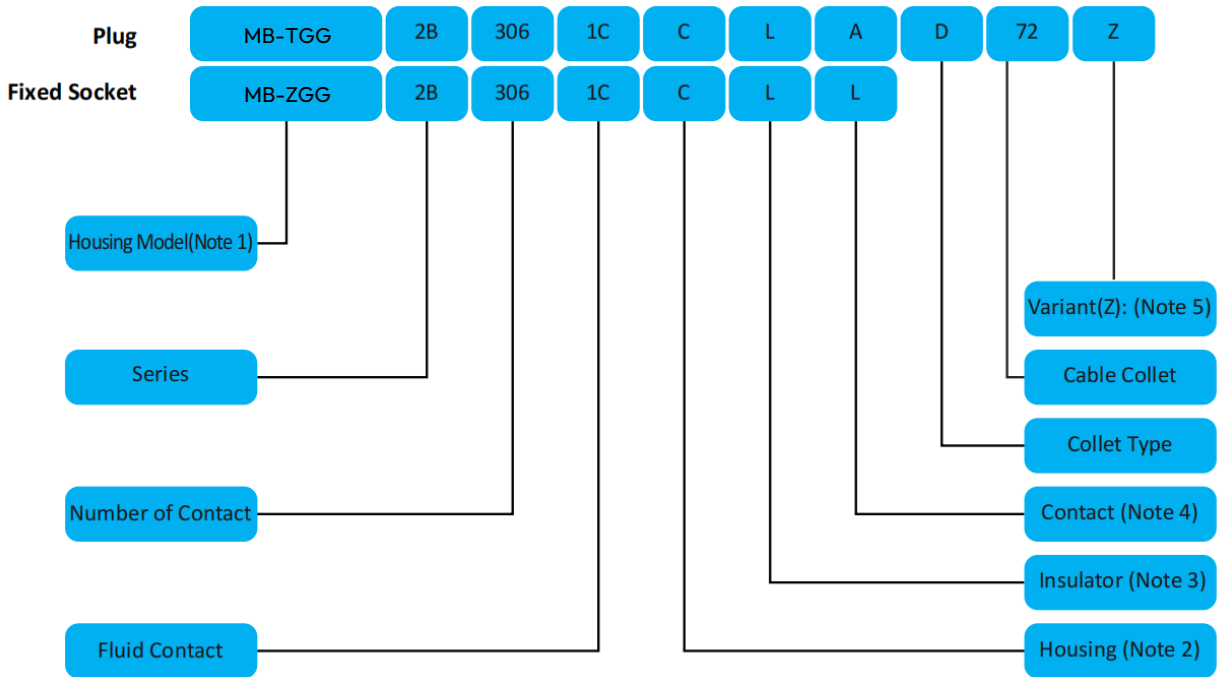 Plug MB-TGG 2B 306 1C C L A D 72 Z
Fixed Socket MB-ZGG 2B 306 1C C L L
Housing Model(Note 1)
Variant(Z): (Note 5)
Series
Cable Collet
Collet Type
Number of Contact
Contact (Note 4)
Insulator (Note 3)
Fluid Contact
Housing (Note 2)